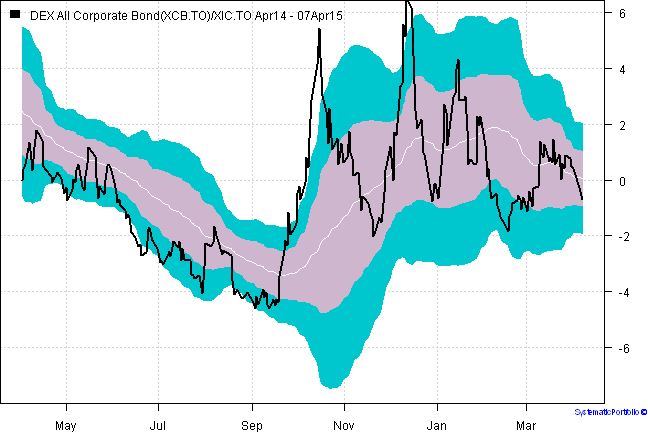 DEX All Corporate Bond(XCB.TO)/XIC.TO Apr14 - 07Apr15
6
4
2
0
-2
-4
-6
May Jul Sep Nov Jan Mar
SystematicPortfolio ©